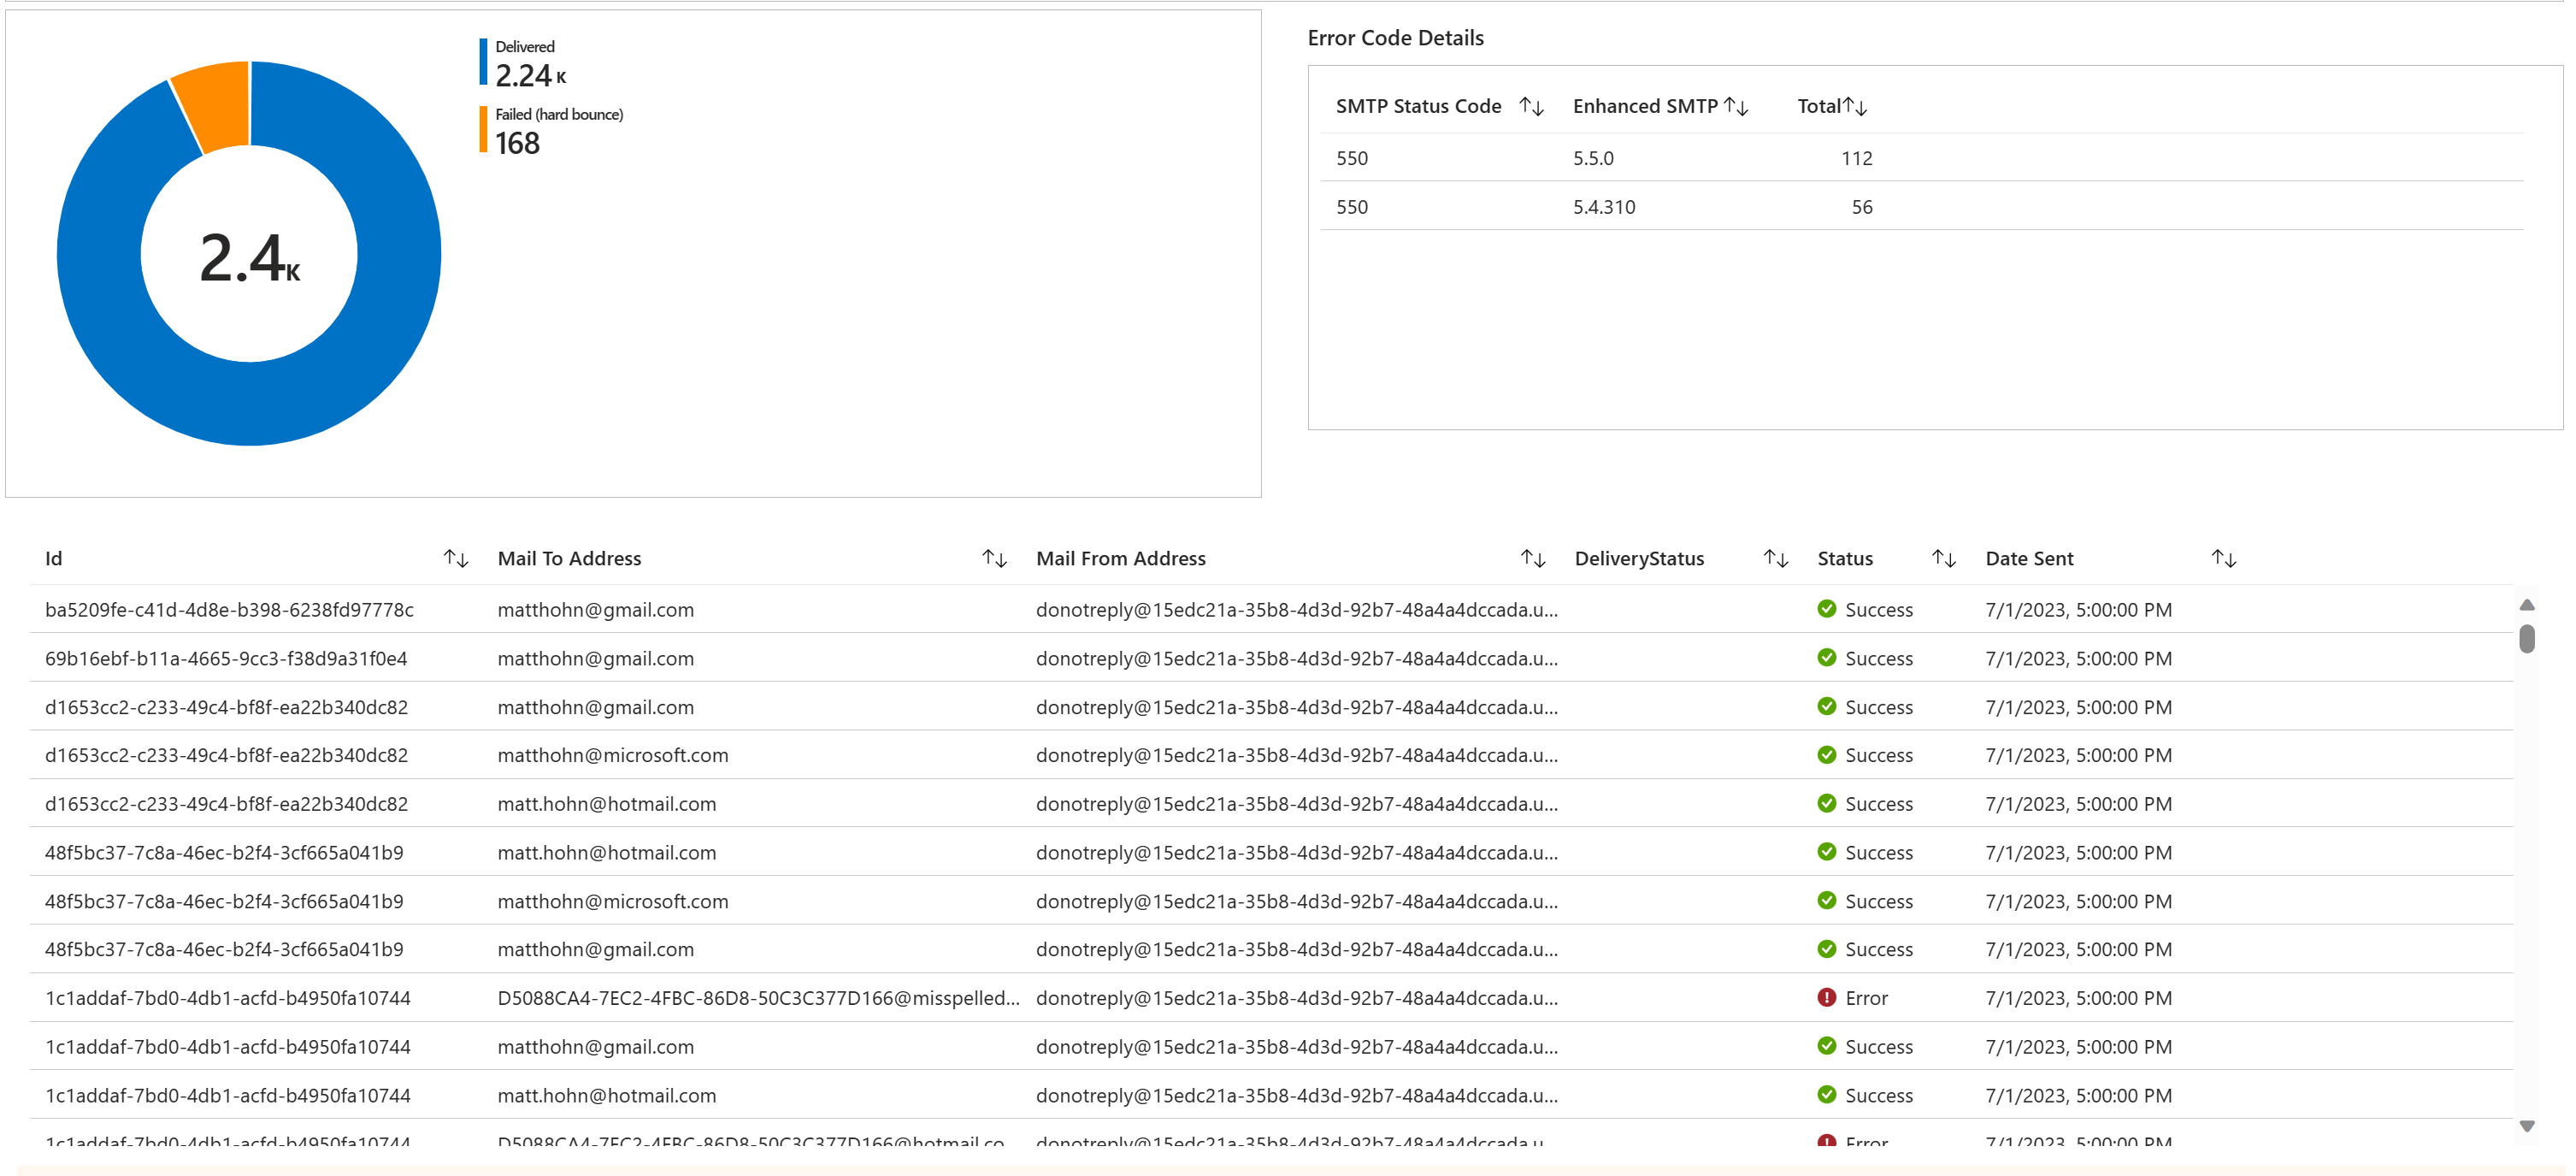 Delivered
2.24 K
Failed (hard bounce)
168
2.4K
Error Code Details
SMTP Status Code Enhanced SMTP Total
550 5.5.0 112
550 5.4.310 56
Id Mail To Address Mail From Address DeliveryStatus Status Date Sent
ba5209fe-c41d-4d8e-b398-6238fd97778c matthohn@gmail.com donotreply@15edc21a-35b8-4d3d-92b7-48a4a4dccada.u... Success 7/1/2023, 5:00:00 PM
69b16ebf-b11a-4665-9cc3-f38d9a31f0e4 matthohn@gmail.com donotreply@15edc21a-35b8-4d3d-92b7-48a4a4dccada.u... Success 7/1/2023, 5:00:00 PM
d1653cc2-c233-49c4-bf8f-ea22b340dc82 matthohn@gmail.com donotreply@15edc21a-35b8-4d3d-92b7-48a4a4dccada.u... Success 7/1/2023, 5:00:00 PM
d1653cc2-c233-49c4-bf8f-ea22b340dc82 matthohn@microsoft.com donotreply@15edc21a-35b8-4d3d-92b7-48a4a4dccada.u... Success 7/1/2023, 5:00:00 PM
d1653cc2-c233-49c4-bf8f-ea22b340dc82 matt.hohn@hotmail.com donotreply@15edc21a-35b8-4d3d-92b7-48a4a4dccada.u... Success 7/1/2023, 5:00:00 PM
48f5bc37-7c8a-46ec-b2f4-3cf665a041b9 matt.hohn@hotmail.com donotreply@15edc21a-35b8-4d3d-92b7-48a4a4dccada.u... Success 7/1/2023, 5:00:00 PM
48f5bc37-7c8a-46ec-b2f4-3cf665a041b9 matthohn@microsoft.com donotreply@15edc21a-35b8-4d3d-92b7-48a4a4dccada.u... Success 7/1/2023, 5:00:00 PM
48f5bc37-7c8a-46ec-b2f4-3cf665a041b9 matthohn@gmail.com donotreply@15edc21a-35b8-4d3d-92b7-48a4a4dccada.u... Success 7/1/2023, 5:00:00 PM
1c1addaf-7bd0-4db1-acfd-b4950fa10744 D5088CA4-7EC2-4FBC-86D8-50C3C377D166@misspelled... donotreply@15edc21a-35b8-4d3d-92b7-48a4a4dccada.u... Error 7/1/2023, 5:00:00 PM
1c1addaf-7bd0-4db1-acfd-b4950fa10744 matthohn@gmail.com donotreply@15edc21a-35b8-4d3d-92b7-48a4a4dccada.u... Success 7/1/2023, 5:00:00 PM
1c1addaf-7bd0-4db1-acfd-b4950fa10744 matt.hohn@hotmail.com donotreply@15edc21a-35b8-4d3d-92b7-48a4a4dccada.u... Success 7/1/2023, 5:00:00 PM
1c1addaf-7bd0-4db1-acfd-b4950fa10744 D5088CA4-7EC2-4FBC-86D8-50C3C377D166@hotmail.co... donotreply@15edc21a-35b8-4d3d-92b7-48a4a4dccada.u... Error 7/1/2023, 5:00:00 PM